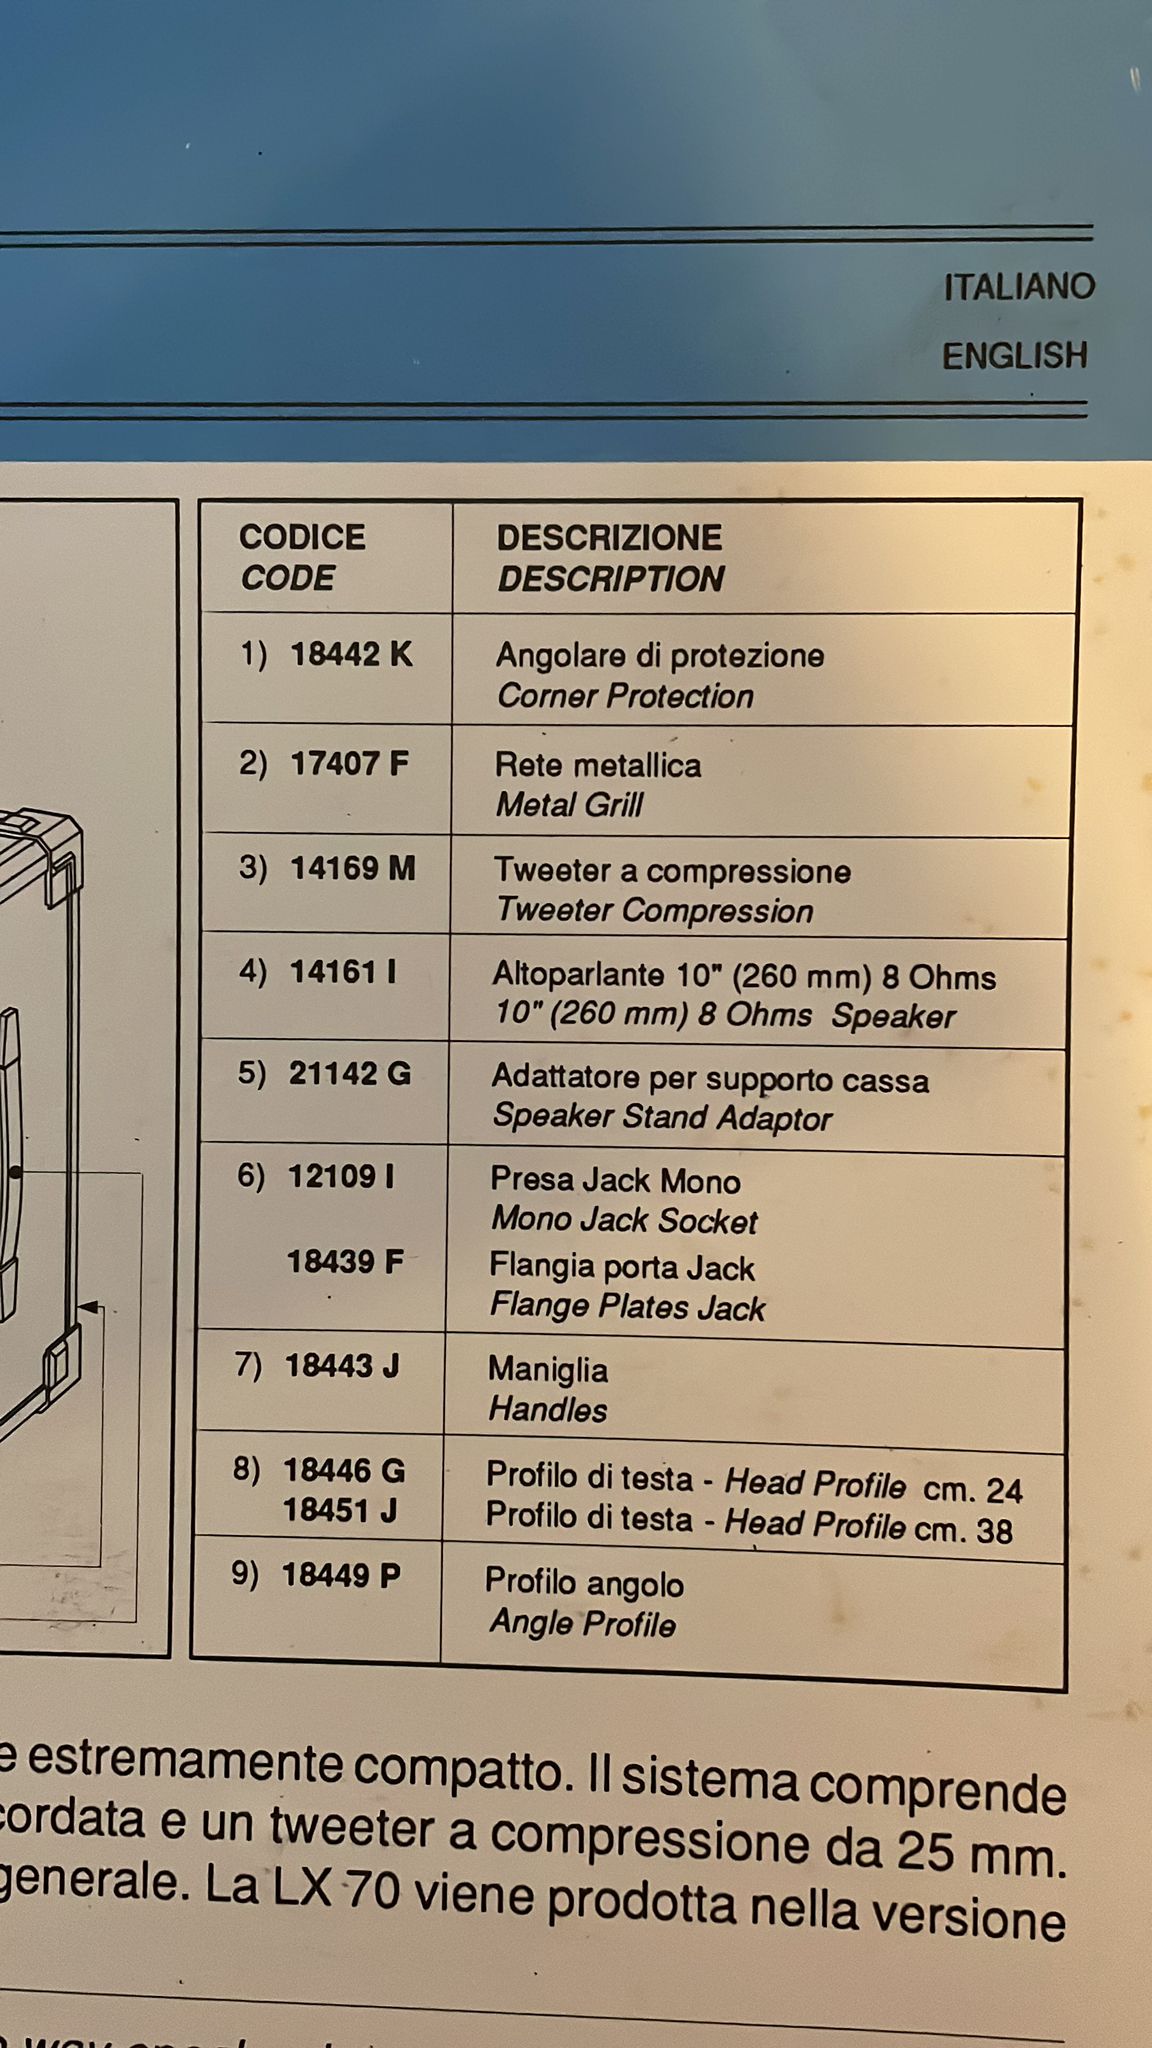 ITALIANO
ENGLISH
CODICE DESCRIZIONE
CODE DESCRIPTION
1) 18442 K Angolare di protezione
Corner Protection
2) 17407 F Rete metallica
Metal Grill
3) 14169 M Tweeter a compressione
Tweeter Compression
4) 14161 I Altoparlante 10" (260 mm) 8 Ohms
10" (260 mm) 8 Ohms Speaker
5) 21142 G Adattatore per supporto cassa
Speaker Stand Adaptor
6) 12109 I Presa Jack Mono
Mono Jack Socket
18439 F Flangia porta Jack
Flange Plates Jack
7) 18443 J Maniglia
Handles
8) 18446 G Profilo di testa - Head Profile cm. 24
18451 J Profilo di testa - Head Profile cm. 38
9) 18449 P Profilo angolo
Angle Profile
e estremamente compatto. Il sistema comprende
cordata e un tweeter a compressione da 25 mm.
generale. La LX 70 viene prodotta nella versione